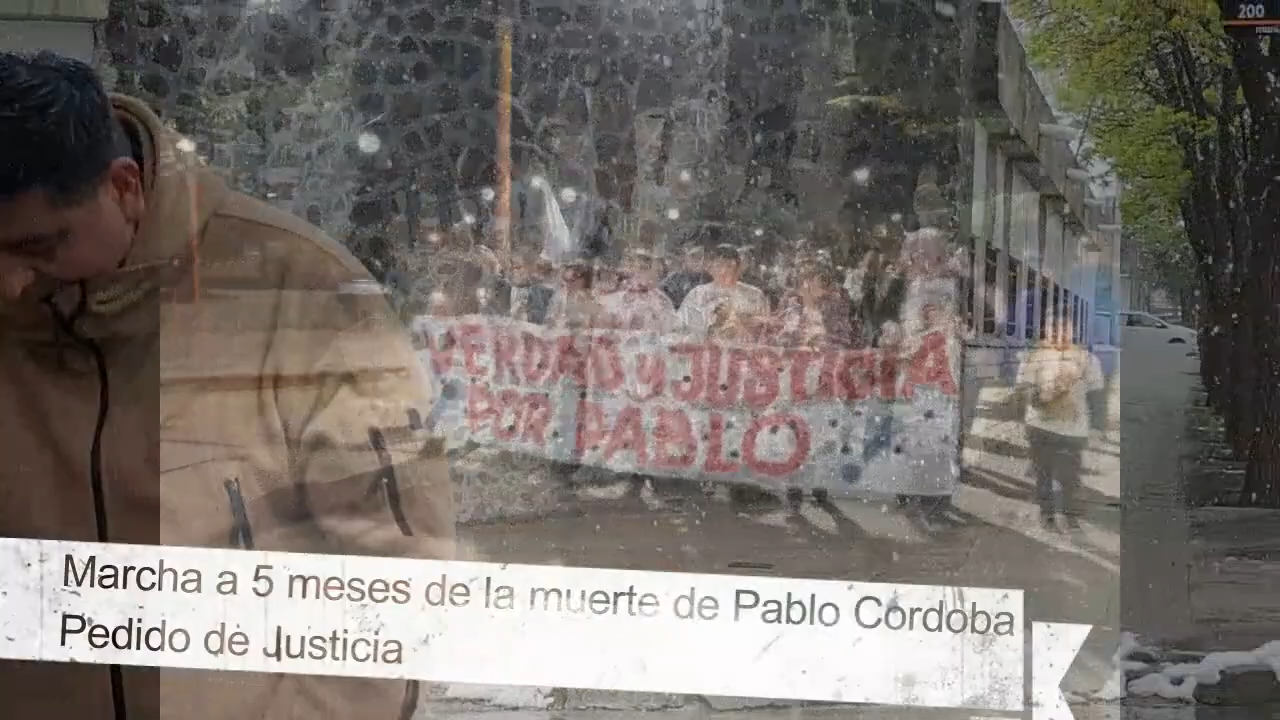 200
VERDAD y JUSTICIA
POR PABLO
Marcha a 5 meses de la muerte de Pablo Cordoba
Pedido de Justicia